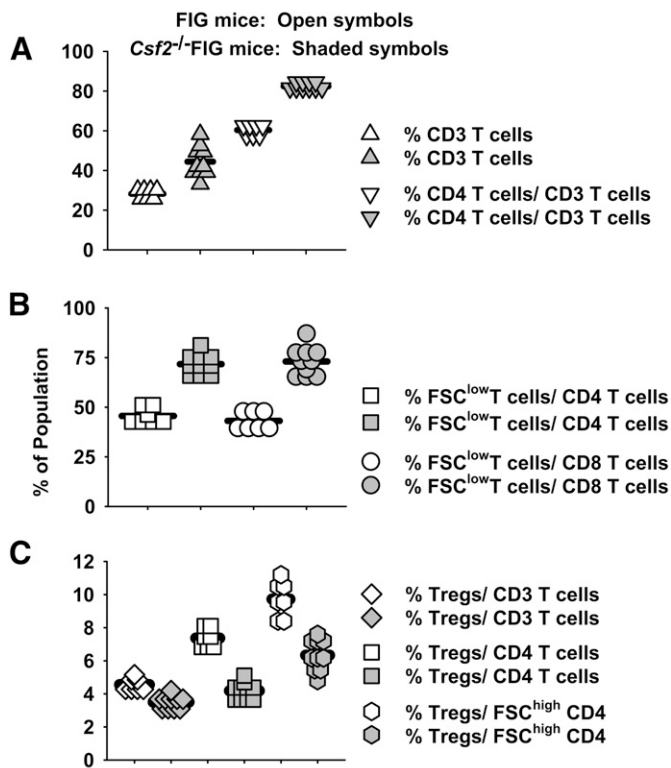 FIG mice: Open symbols
Csf2-/-FIG mice: Shaded symbols
A
100
80
60
40
20
0
% CD3 T cells
% CD3 T cells
% CD4 T cells/ CD3 T cells
% CD4 T cells/ CD3 T cells
B
% of Population
100
75
50
25
0
% FSClowT cells/ CD4 T cells
% FSClowT cells/ CD4 T cells
% FSClowT cells/ CD8 T cells
% FSClowT cells/ CD8 T cells
C
12
10
8
6
4
2
0
% Tregs/ CD3 T cells
% Tregs/ CD3 T cells
% Tregs/ CD4 T cells
% Tregs/ CD4 T cells
% Tregs/ FSChigh CD4
% Tregs/ FSChigh CD4